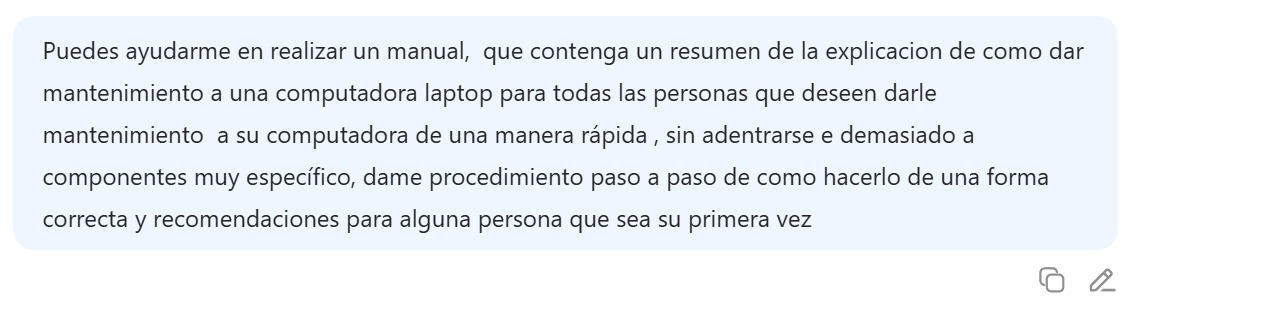 Puedes ayudarme en realizar un manual,  que contenga un resumen de la explicacion de como dar
mantenimiento a una computadora laptop para todas las personas que deseen darle
mantenimiento  a su computadora de una manera rápida , sin adentrarse e demasiado a
componentes muy específico, dame procedimiento paso a paso de como hacerlo de una forma
correcta y recomendaciones para alguna persona que sea su primera vez